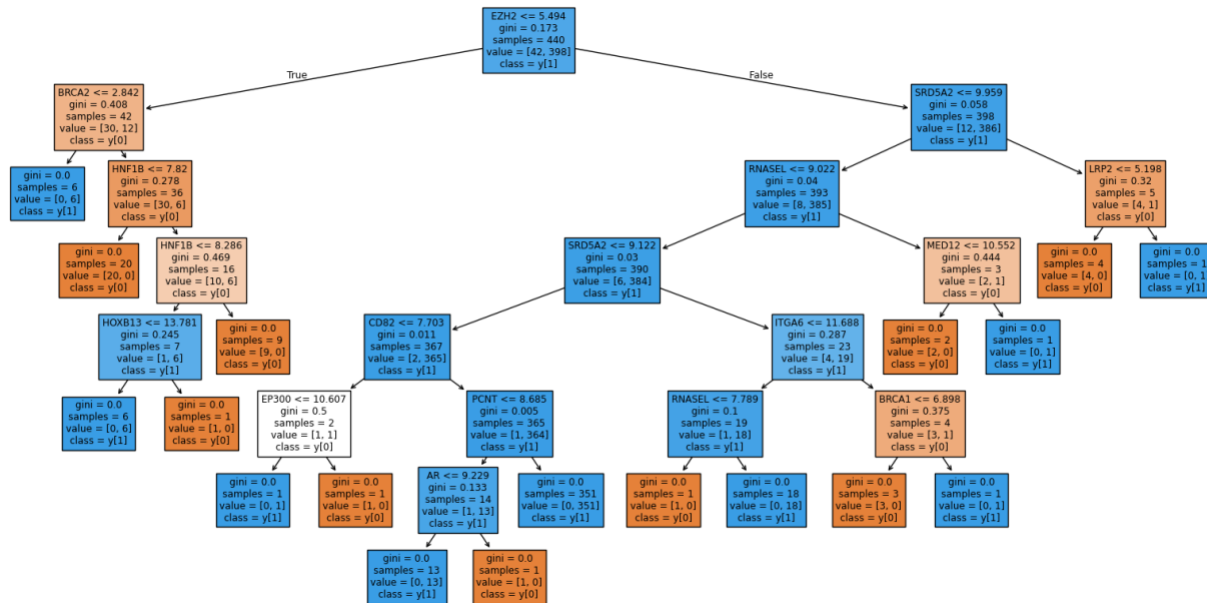 EZH2 <= 5.494
gini = 0.173
samples = 440
value = [42, 398]
class = y[1]
True
False
BRCA2 <= 2.842
gini = 0.408
samples = 42
value = [30, 12]
class = y[0]
SRD5A2 <= 9.959
gini = 0.058
samples = 398
value = [12, 386]
class = y[1]
gini = 0.0
samples = 6
value = [0, 6]
class = y[1]
HNF1B <= 7.82
gini = 0.278
samples = 36
value = [30, 6]
class = y[0]
RNASEL <= 9.022
gini = 0.04
samples = 393
value = [8, 385]
class = y[1]
LRP2 <= 5.198
gini = 0.32
samples = 5
value = [4, 1]
class = y[0]
gini = 0.0
samples = 20
value = [20, 0]
class = y[0]
HNF1B <= 8.286
gini = 0.469
samples = 16
value = [10, 6]
class = y[0]
SRD5A2 <= 9.122
gini = 0.03
samples = 390
value = [6, 384]
class = y[1]
MED12 <= 10.552
gini = 0.444
samples = 3
value = [2, 1]
class = y[0]
gini = 0.0
samples = 4
value = [4, 0]
class = y[0]
gini = 0.0
samples = 1
value = [0, 1]
class = y[1]
HOXB13 <= 13.781
gini = 0.245
samples = 7
value = [1, 6]
class = y[1]
gini = 0.0
samples = 9
value = [9, 0]
class = y[0]
CD82 <= 7.703
gini = 0.011
samples = 367
value = [2, 365]
class = y[1]
ITGA6 <= 11.688
gini = 0.287
samples = 23
value = [4, 19]
class = y[1]
gini = 0.0
samples = 2
value = [2, 0]
class = y[0]
gini = 0.0
samples = 1
value = [0, 1]
class = y[1]
gini = 0.0
samples = 6
value = [0, 6]
class = y[1]
gini = 0.0
samples = 1
value = [1, 0]
class = y[0]
EP300 <= 10.607
gini = 0.5
samples = 2
value = [1, 1]
class = y[0]
PCNT <= 8.685
gini = 0.005
samples = 365
value = [1, 364]
class = y[1]
RNASEL <= 7.789
gini = 0.1
samples = 19
value = [1, 18]
class = y[1]
BRCA1 <= 6.898
gini = 0.375
samples = 4
value = [3, 1]
class = y[0]
gini = 0.0
samples = 1
value = [0, 1]
class = y[1]
gini = 0.0
samples = 1
value = [1, 0]
class = y[0]
AR <= 9.229
gini = 0.133
samples = 14
value = [1, 13]
class = y[1]
gini = 0.0
samples = 351
value = [0, 351]
class = y[1]
gini = 0.0
samples = 1
value = [1, 0]
class = y[0]
gini = 0.0
samples = 18
value = [0, 18]
class = y[1]
gini = 0.0
samples = 3
value = [3, 0]
class = y[0]
gini = 0.0
samples = 1
value = [0, 1]
class = y[1]
gini = 0.0
samples = 13
value = [0, 13]
class = y[1]
gini = 0.0
samples = 1
value = [1, 0]
class = y[0]